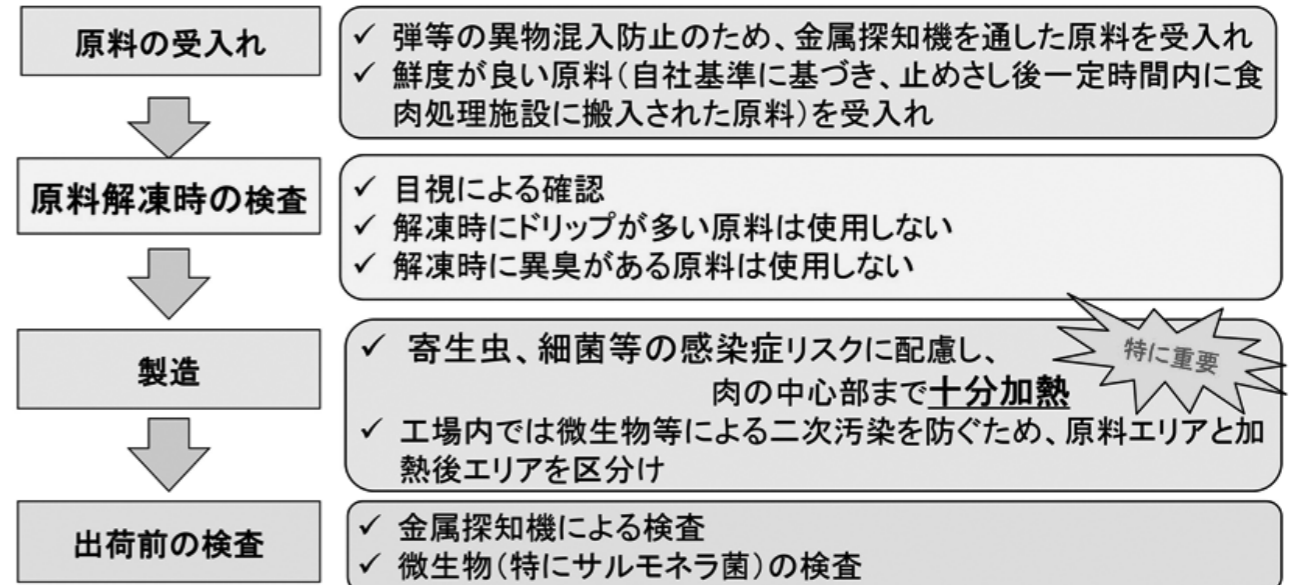 原料の受入れ
✓ 弾等の異物混入防止のため、金属探知機を通した原料を受入れ
✓ 鮮度が良い原料(自社基準に基づき、止めさし後一定時間内に食
肉処理施設に搬入された原料)を受入れ
原料解凍時の検査
✓ 目視による確認
✓ 解凍時にドリップが多い原料は使用しない
✓ 解凍時に異臭がある原料は使用しない
製造
✓ 寄生虫、細菌等の感染症リスクに配慮し、
肉の中心部まで十分加熱
特に重要
✓ 工場内では微生物等による二次汚染を防ぐため、原料エリアと加
熱後エリアを区分け
出荷前の検査
✓ 金属探知機による検査
✓ 微生物(特にサルモネラ菌)の検査